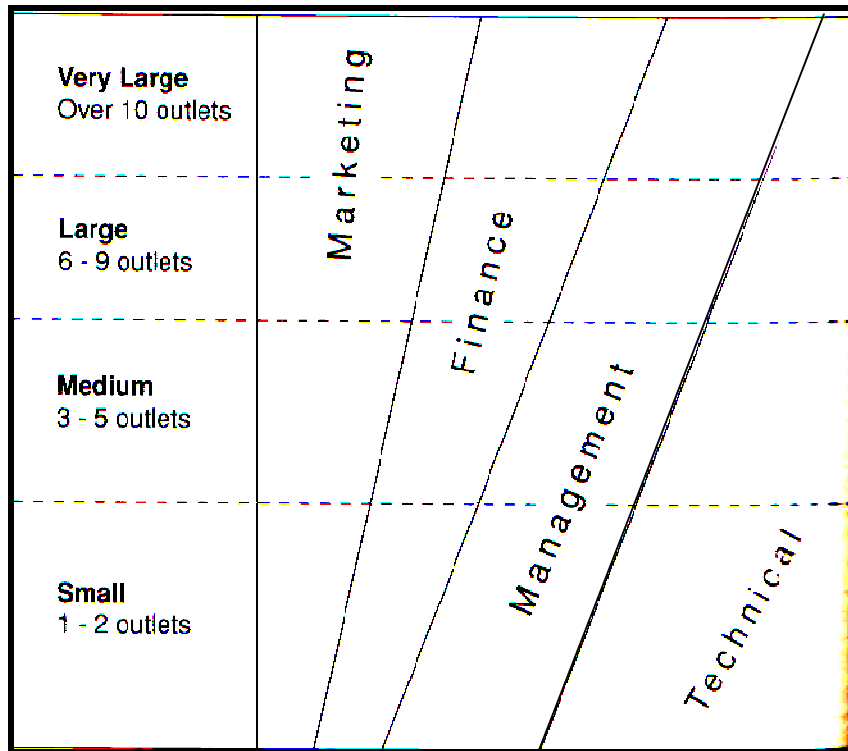 Very Large
Over 10 outlets
Large
6 - 9 outlets
Medium
3 - 5 outlets
Small
1 - 2 outlets
Marketing
Finance
Management
Technical